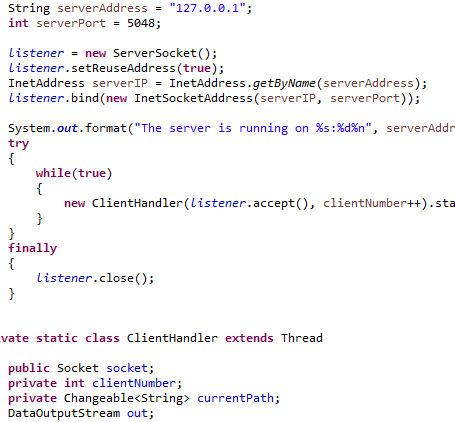 String serverAddress = "127.0.0.1";
int serverPort = 5048;
listener = new ServerSocket();
listener.setReuseAddress(true);
InetAddress serverIP = InetAddress.getByName(serverAddress);
listener.bind(new InetSocketAddress(serverIP, serverPort));
System.out.format("The server is running on %s:%d%n", serverAddr
try
{
while(true)
{
new ClientHandler(listener.accept(), clientNumber++).sta
}
}
finally
{
listener.close();
}
vate static class ClientHandler extends Thread
public Socket socket;
private int clientNumber;
private Changeable<String> currentPath;
DataOutputStream out;